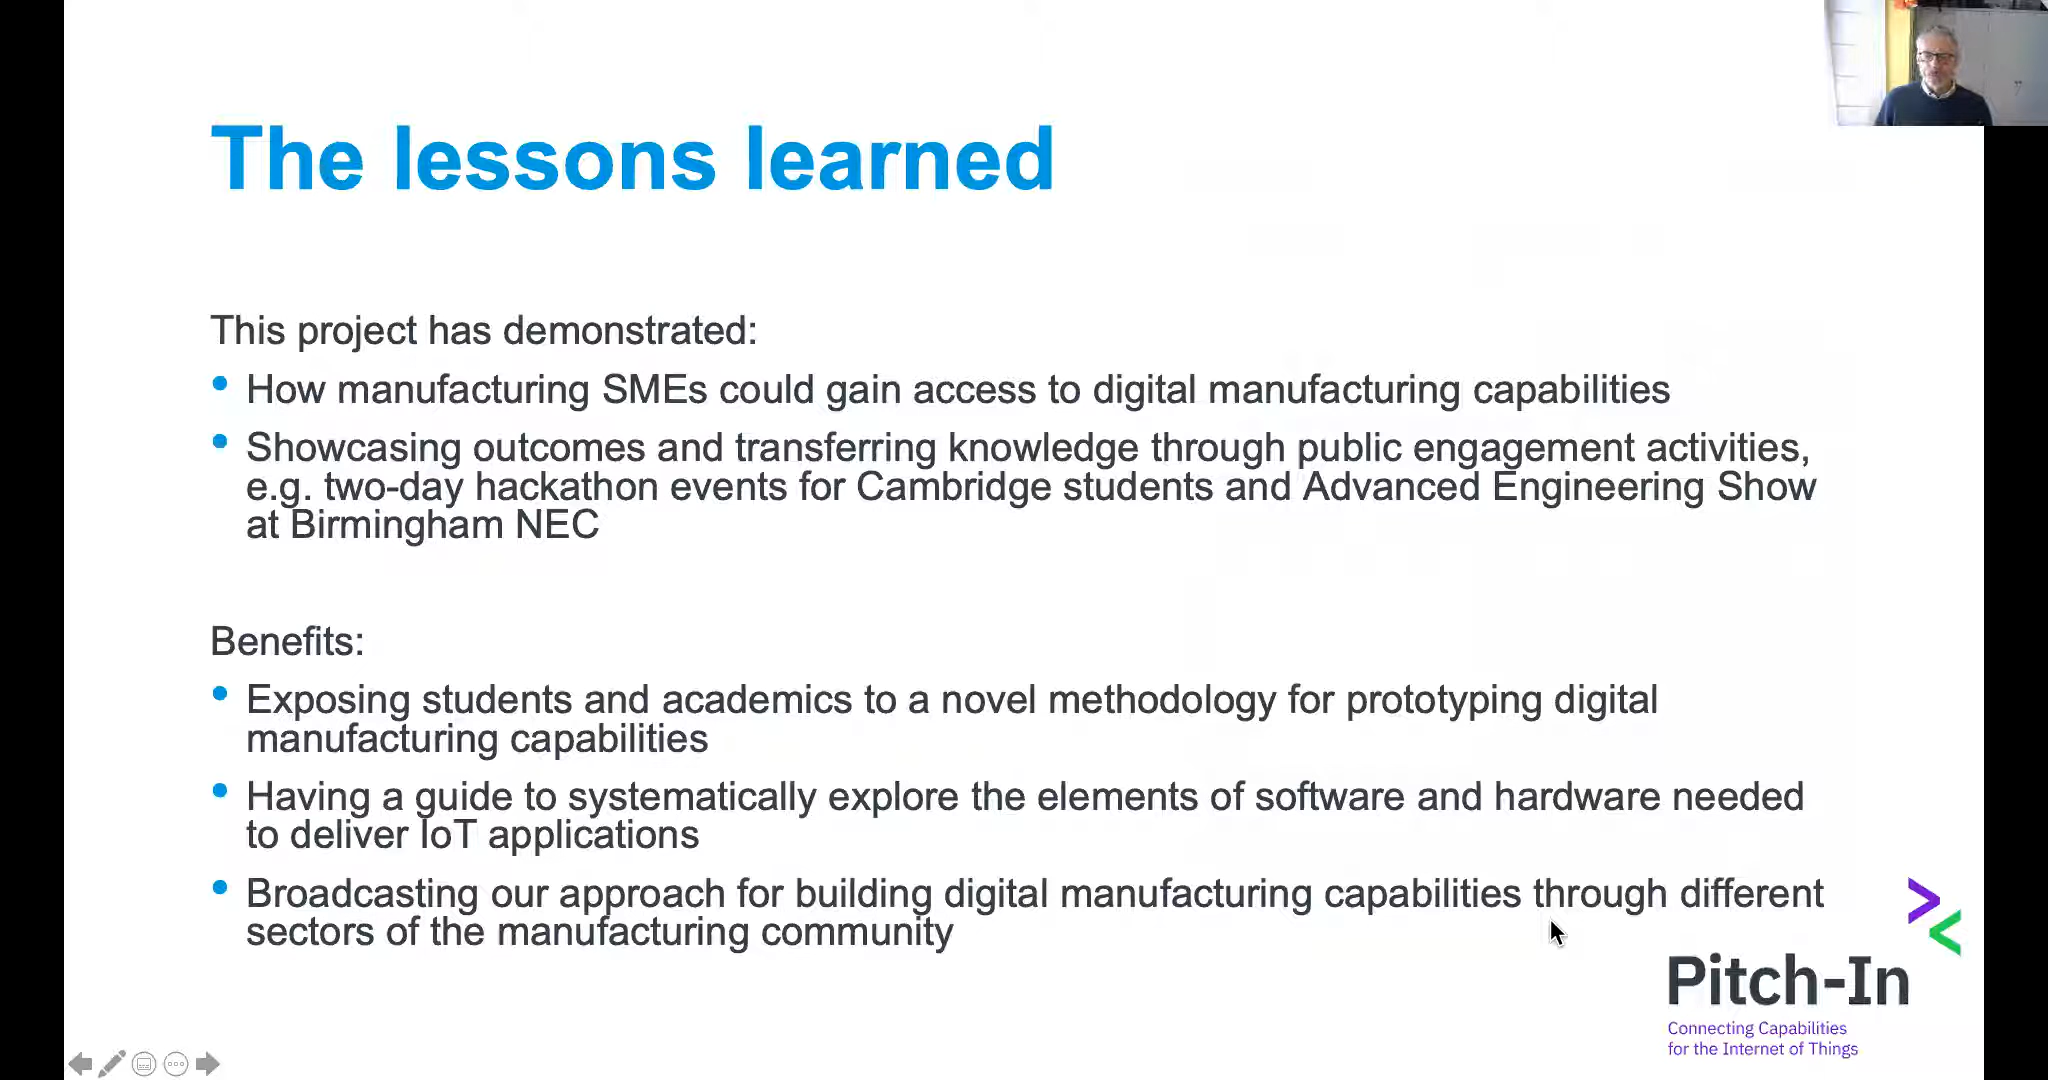 The lessons learned
This project has demonstrated:
• How manufacturing SMEs could gain access to digital manufacturing capabilities
• Showcasing outcomes and transferring knowledge through public engagement activities,
e.g. two-day hackathon events for Cambridge students and Advanced Engineering Show
at Birmingham NEC
Benefits:
• Exposing students and academics to a novel methodology for prototyping digital
manufacturing capabilities
• Having a guide to systematically explore the elements of software and hardware needed
to deliver IoT applications
• Broadcasting our approach for building digital manufacturing capabilities through different
sectors of the manufacturing community
Pitch-In
Connecting Capabilities
for the Internet of Things